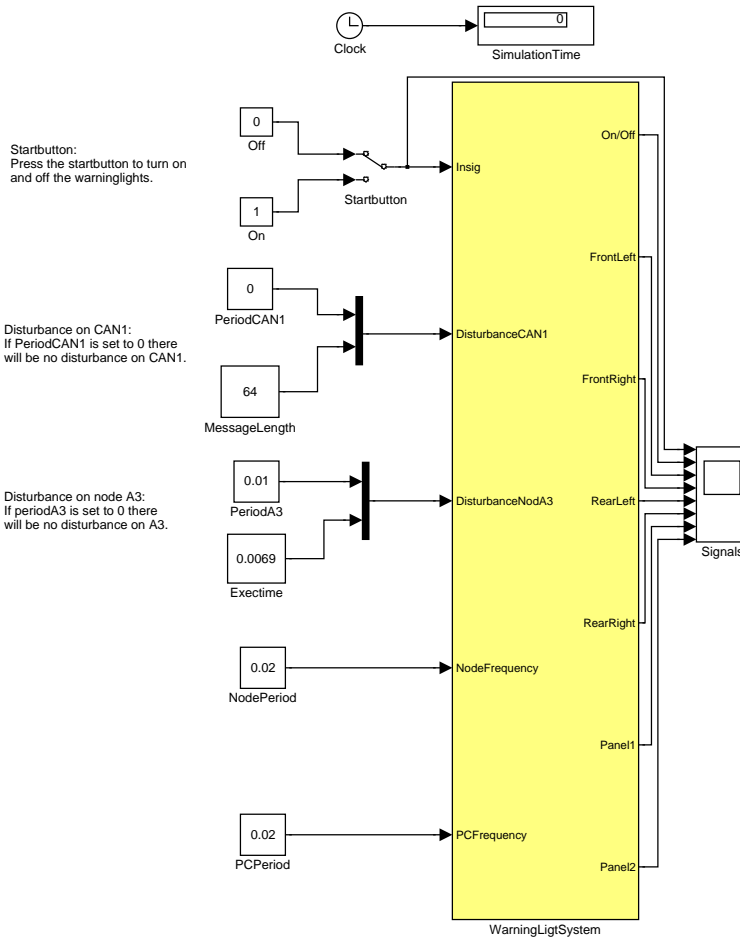 0
Clock
SimulationTime
0
Off
On/Off
Startbutton:
Press the startbutton to turn on
and off the warninglights.
Insig
Startbutton
1
On
FrontLeft
0
PeriodCAN1
Disturbance on CAN1:
If PeriodCAN1 is set to 0 there
will be no disturbance on CAN1.
DisturbanceCAN1
FrontRight
64
MessageLength
0.01
PeriodA3
Disturbance on node A3:
If periodA3 is set to 0 there
will be no disturbance on A3.
DisturbanceNodA3
RearLeft
Signals
0.0069
Exectime
RearRight
0.02
NodePeriod
NodeFrequency
Panel1
0.02
PCPeriod
PCFrequency
Panel2
WarningLigtSystem